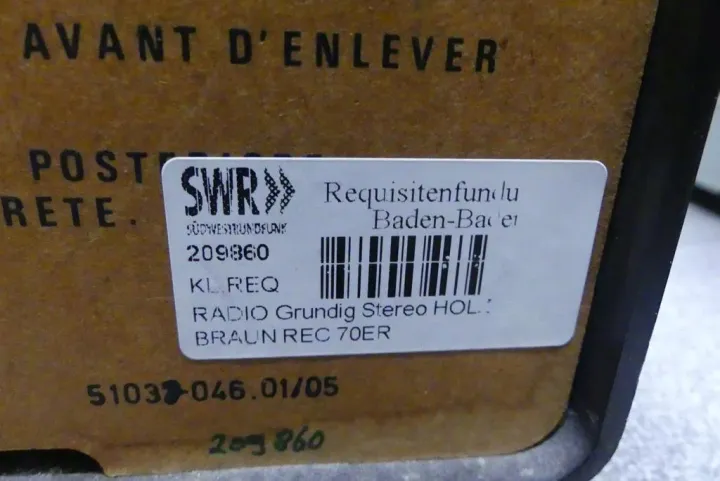 AVANT D'ENLEVER
RETE.
SWR
SÜDWESTRUNDFUNK
Requisitenfundu
Baden-Baden
209860
KL.REQ
RADIO Grundig Stereo HOL.
BRAUN REC 70ER
046.01/05
209860